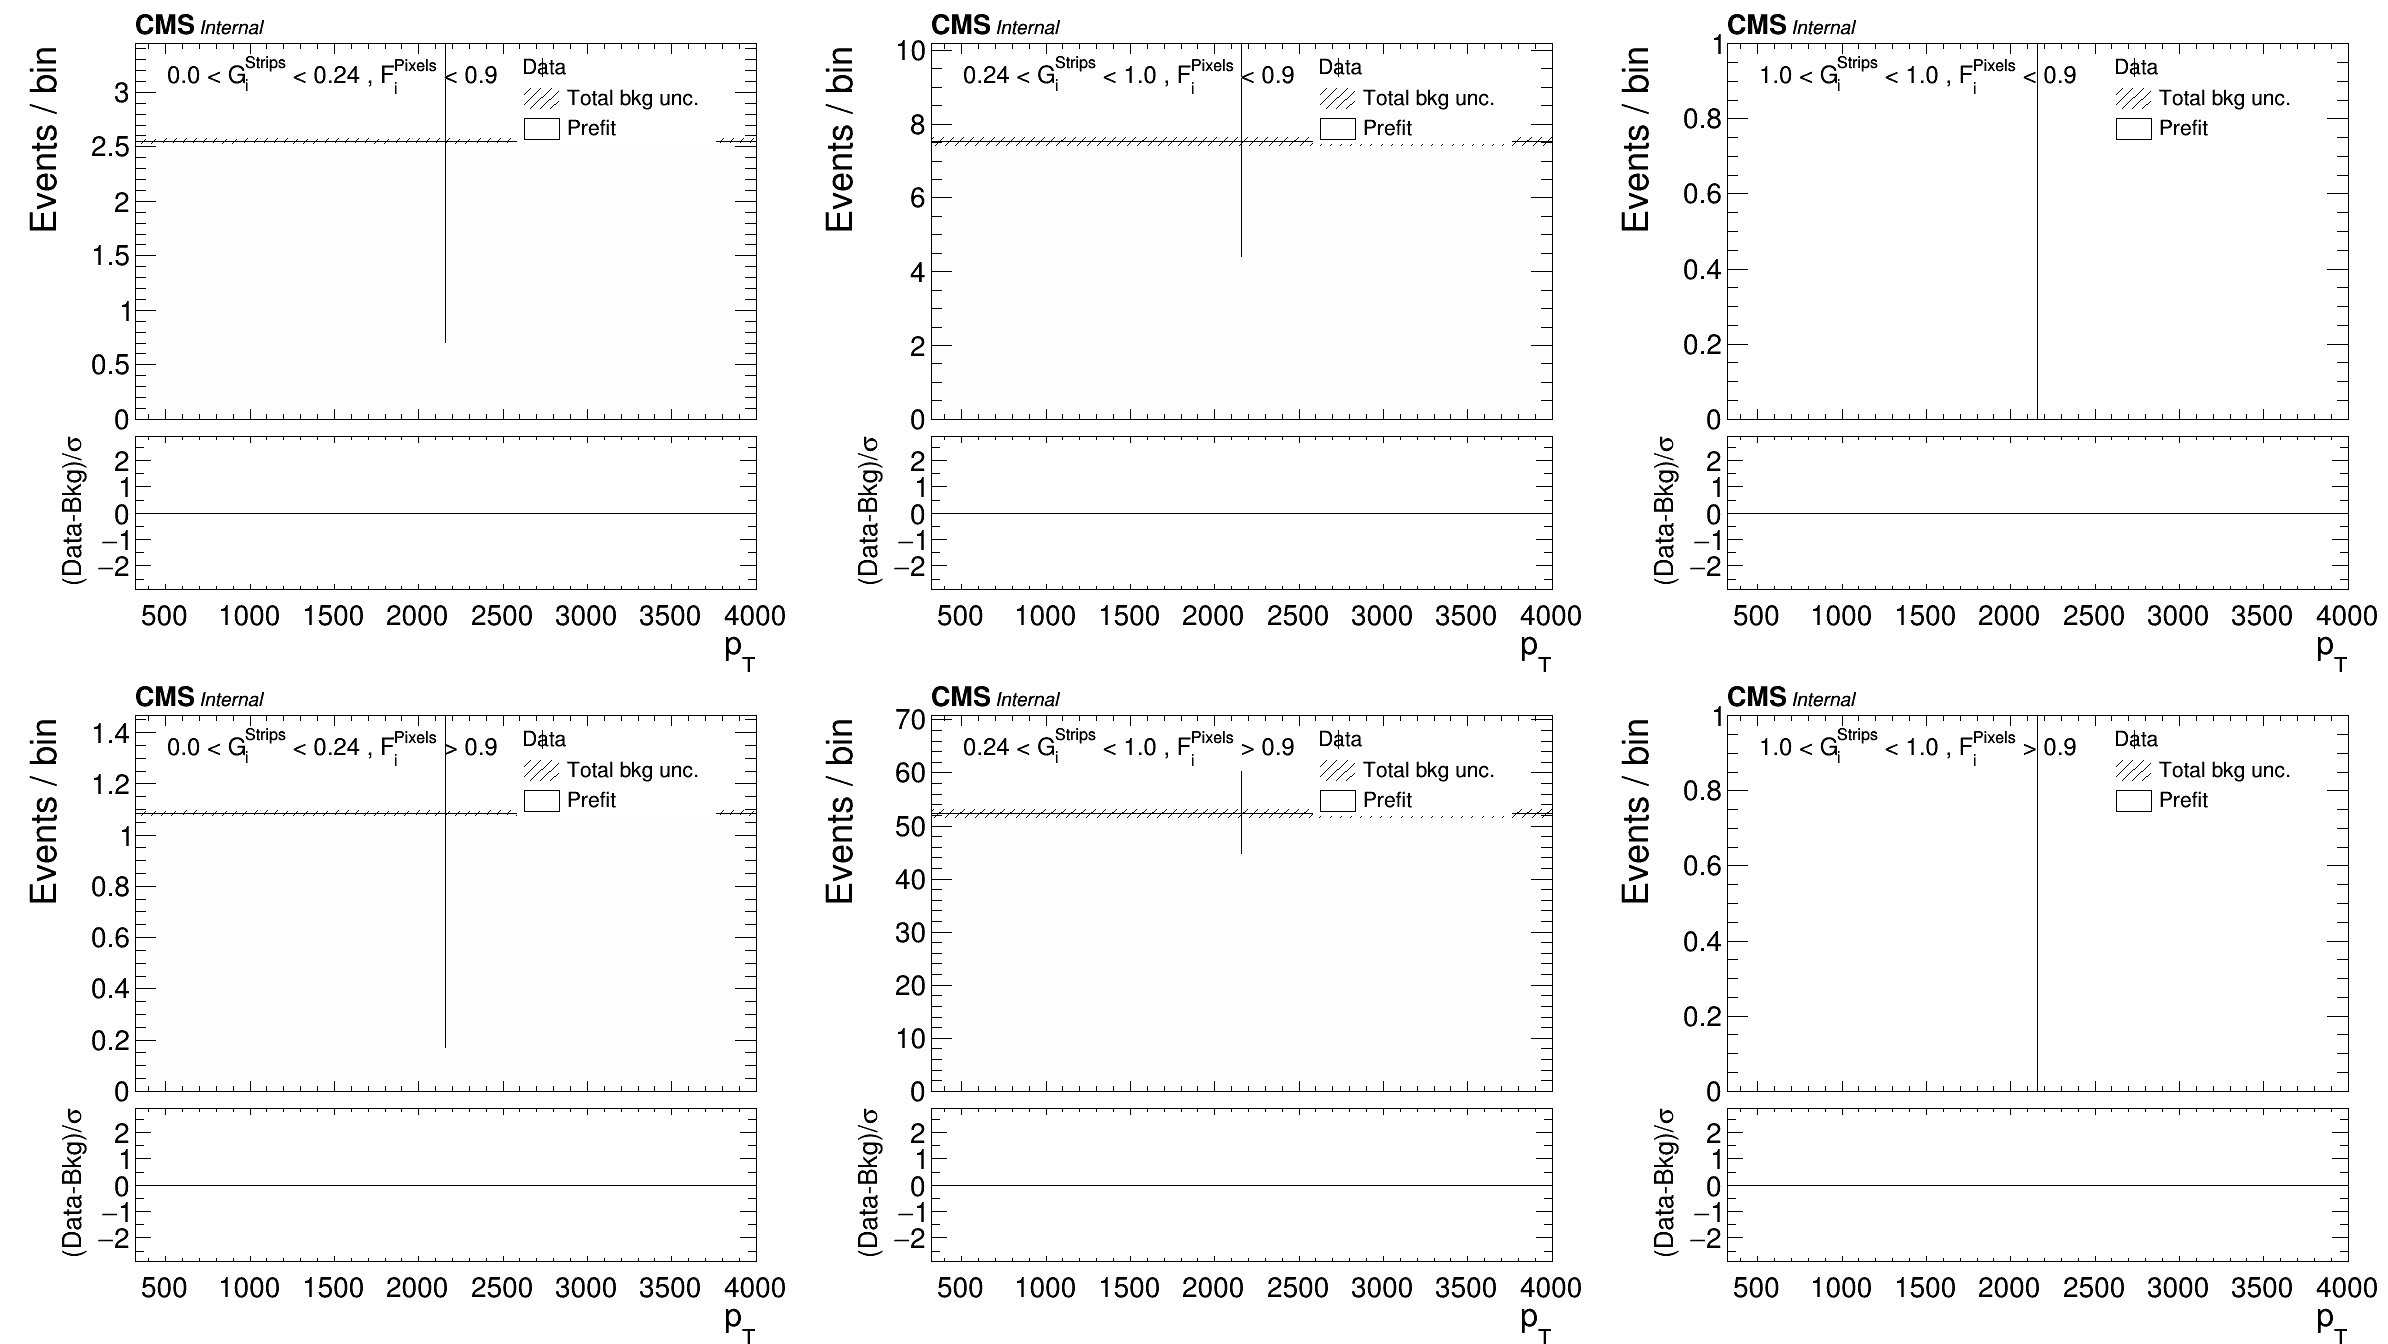 CMS Internal
Events / bin
0.0 < G_i^Strips < 0.24 , F_i^Pixels < 0.9
Data
Total bkg unc.
Prefit
3
2.5
2
1.5
1
0.5
0
(Data-Bkg)/σ
2
1
0
−1
−2
500 1000 1500 2000 2500 3000 3500 4000
p_T
CMS Internal
Events / bin
0.24 < G_i^Strips < 1.0 , F_i^Pixels < 0.9
Data
Total bkg unc.
Prefit
10
8
6
4
2
0
(Data-Bkg)/σ
2
1
0
−1
−2
500 1000 1500 2000 2500 3000 3500 4000
p_T
CMS Internal
Events / bin
1.0 < G_i^Strips < 1.0 , F_i^Pixels < 0.9
Data
Total bkg unc.
Prefit
1
0.8
0.6
0.4
0.2
0
(Data-Bkg)/σ
2
1
0
−1
−2
500 1000 1500 2000 2500 3000 3500 4000
p_T
CMS Internal
Events / bin
0.0 < G_i^Strips < 0.24 , F_i^Pixels > 0.9
Data
Total bkg unc.
Prefit
1.4
1.2
1
0.8
0.6
0.4
0.2
0
(Data-Bkg)/σ
2
1
0
−1
−2
500 1000 1500 2000 2500 3000 3500 4000
p_T
CMS Internal
Events / bin
0.24 < G_i^Strips < 1.0 , F_i^Pixels > 0.9
Data
Total bkg unc.
Prefit
70
60
50
40
30
20
10
0
(Data-Bkg)/σ
2
1
0
−1
−2
500 1000 1500 2000 2500 3000 3500 4000
p_T
CMS Internal
Events / bin
1.0 < G_i^Strips < 1.0 , F_i^Pixels > 0.9
Data
Total bkg unc.
Prefit
1
0.8
0.6
0.4
0.2
0
(Data-Bkg)/σ
2
1
0
−1
−2
500 1000 1500 2000 2500 3000 3500 4000
p_T